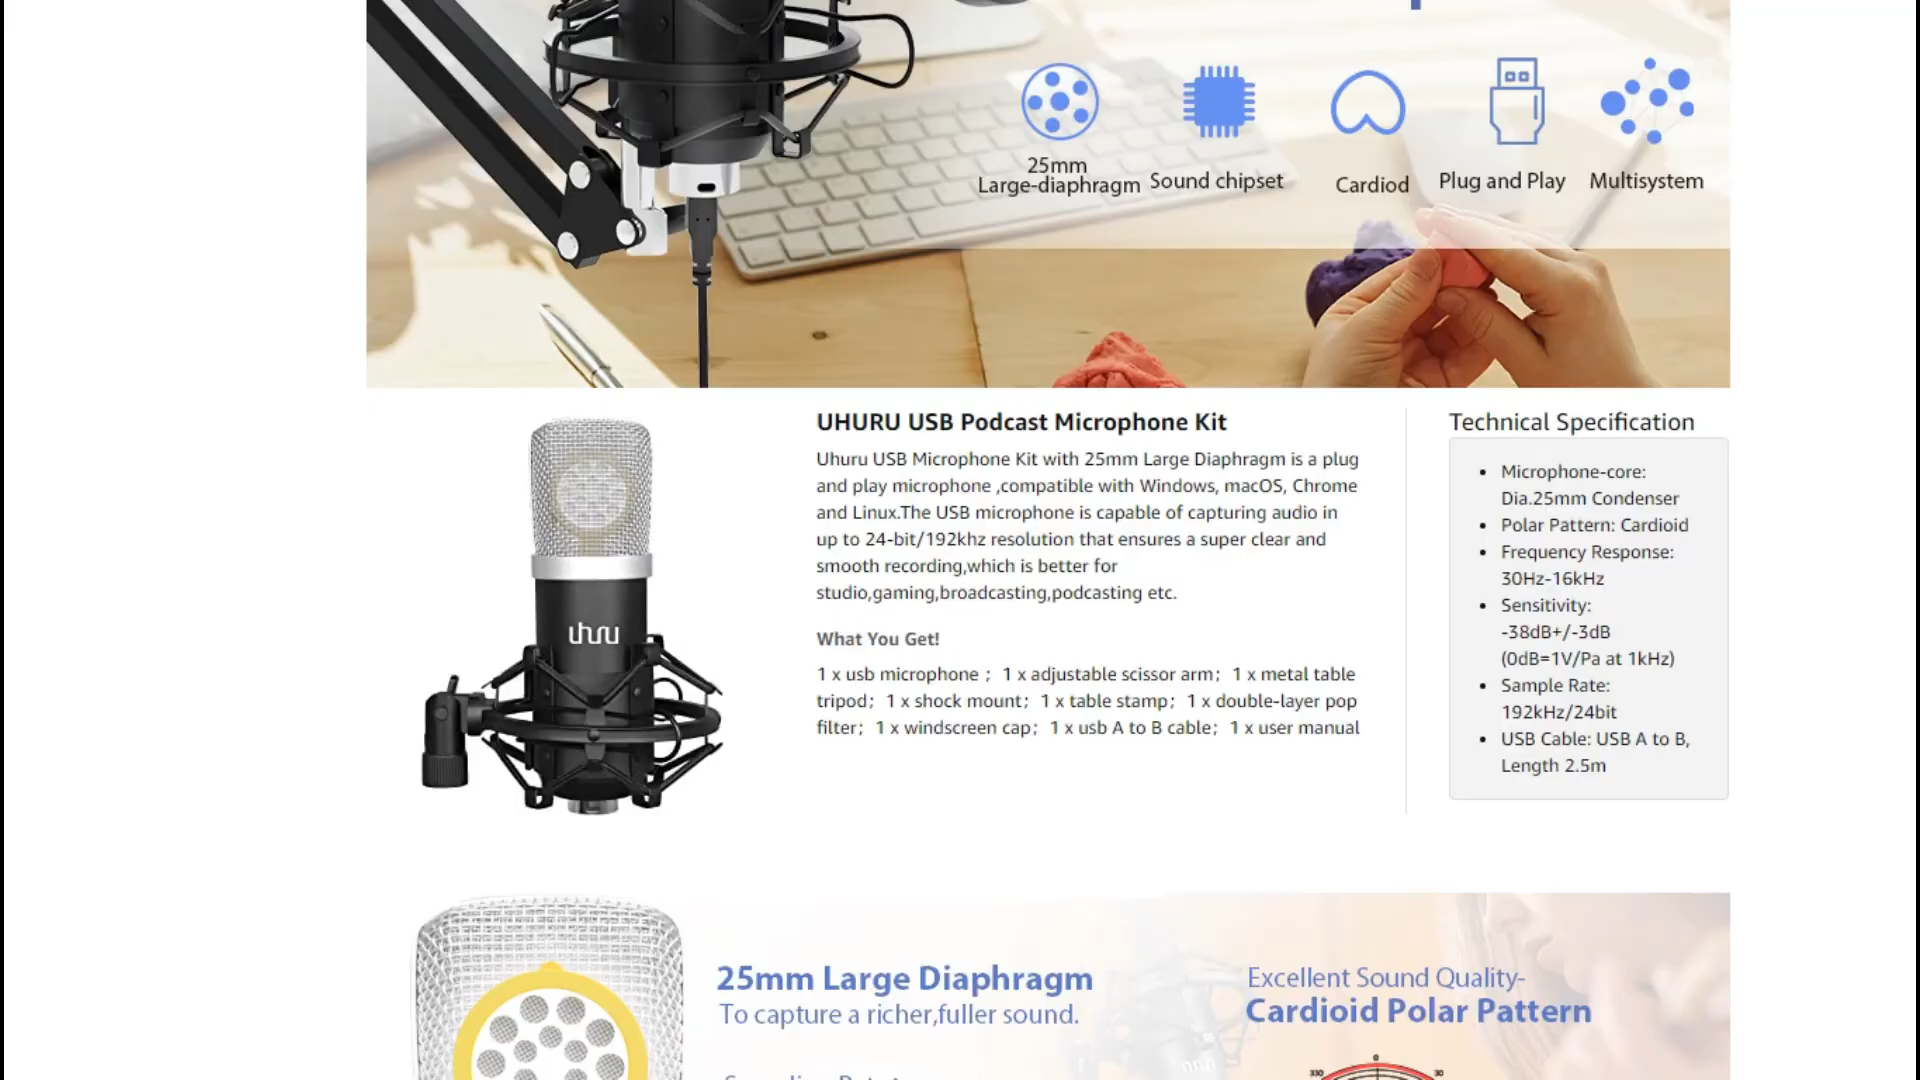 25mm
Large-diaphragm
Sound chipset
Cardiod
Plug and Play
Multisystem
UHURU USB Podcast Microphone Kit
Uhuru USB Microphone Kit with 25mm Large Diaphragm is a plug
and play microphone ,compatible with Windows, macOS, Chrome
and Linux.The USB microphone is capable of capturing audio in
up to 24-bit/192khz resolution that ensures a super clear and
smooth recording,which is better for
studio,gaming,broadcasting,podcasting etc.
What You Get!
1 x usb microphone； 1 x adjustable scissor arm； 1 x metal table
tripod； 1 x shock mount； 1 x table stamp； 1 x double-layer pop
filter； 1 x windscreen cap； 1 x usb A to B cable； 1 x user manual
Technical Specification
• Microphone-core:
Dia.25mm Condenser
• Polar Pattern: Cardioid
• Frequency Response:
30Hz-16kHz
• Sensitivity:
-38dB+/-3dB
(0dB=1V/Pa at 1kHz)
• Sample Rate:
192kHz/24bit
• USB Cable: USB A to B,
Length 2.5m
uhuru
25mm Large Diaphragm
To capture a richer,fuller sound.
Excellent Sound Quality-
Cardioid Polar Pattern
0
330
30